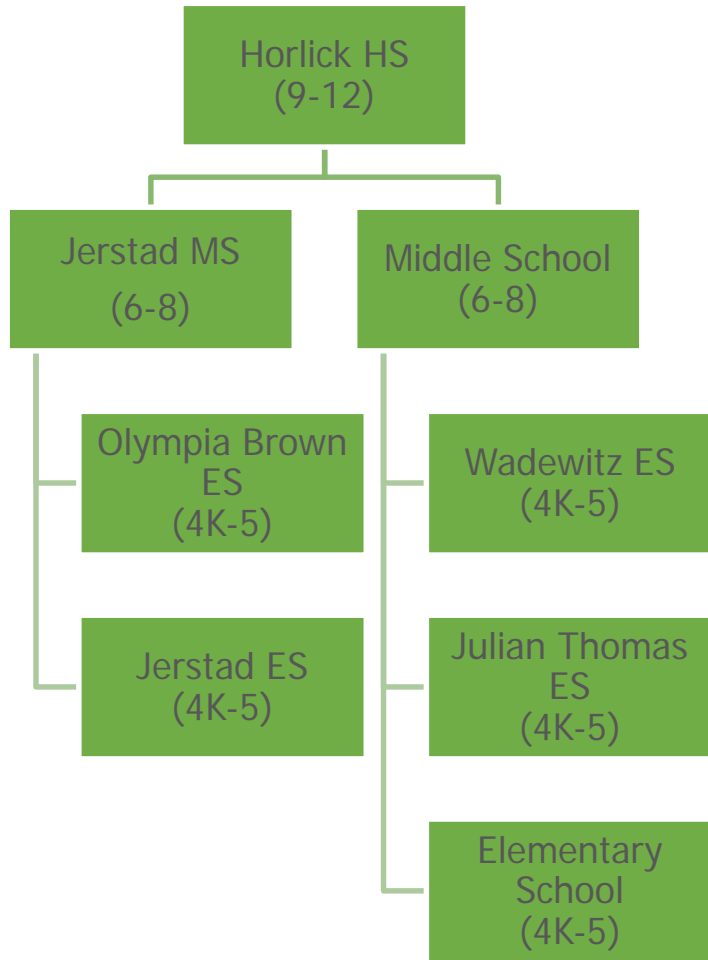 Horlick HS
(9-12)
Jerstad MS
(6-8)
Middle School
(6-8)
Olympia Brown
ES
(4K-5)
Jerstad ES
(4K-5)
Wadewitz ES
(4K-5)
Julian Thomas
ES
(4K-5)
Elementary
School
(4K-5)